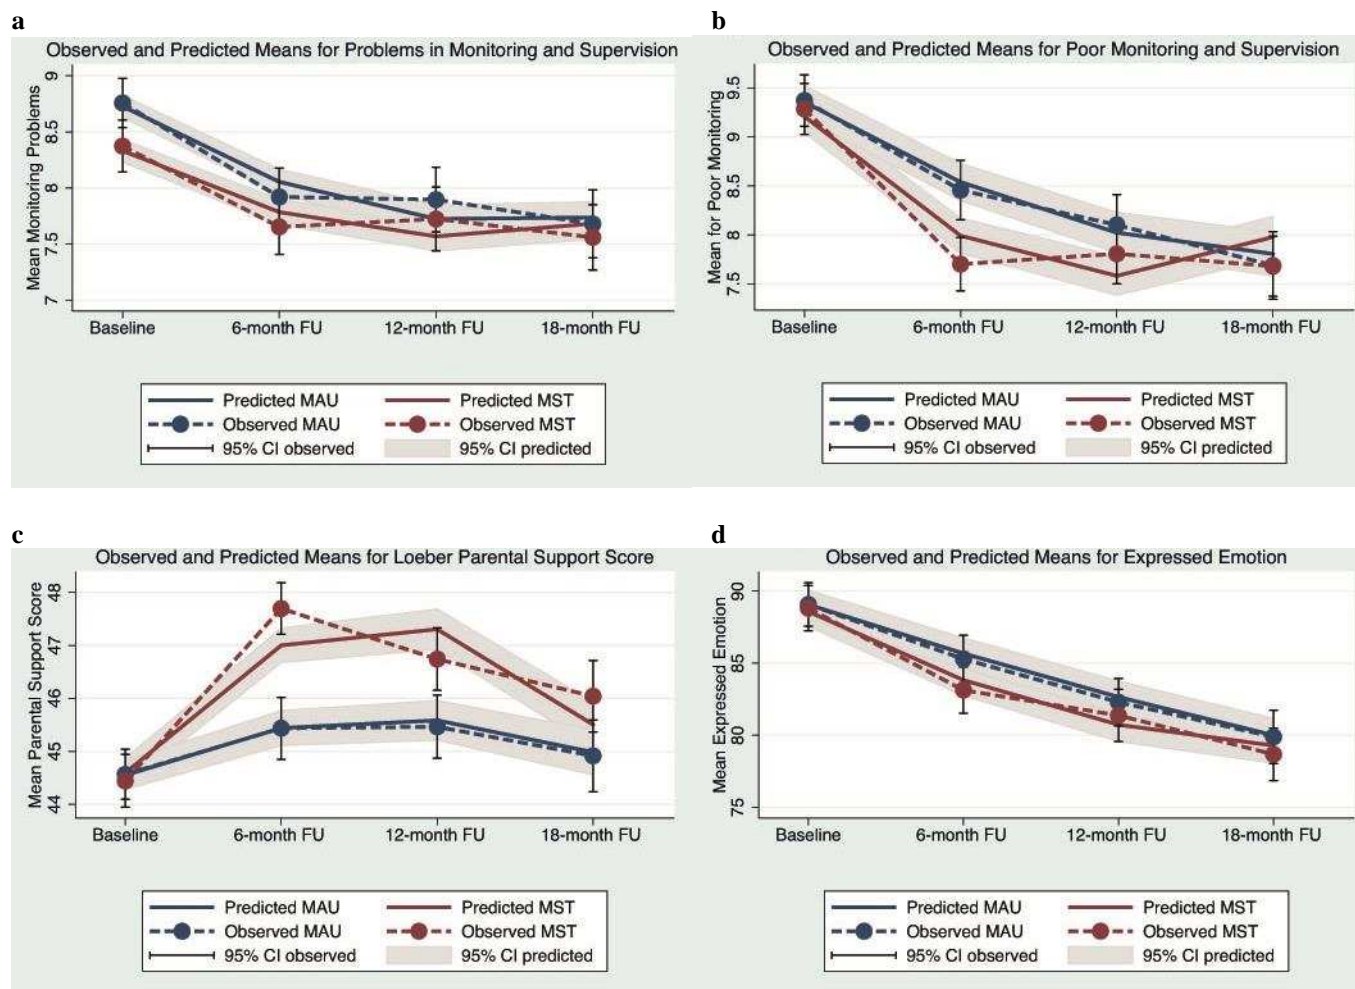 a
Observed and Predicted Means for Problems in Monitoring and Supervision
Mean Monitoring Problems
9
8.5
8
7.5
7
Baseline 6-month FU 12-month FU 18-month FU
Predicted MAU Predicted MST
Observed MAU Observed MST
95% CI observed 95% CI predicted
b
Observed and Predicted Means for Poor Monitoring and Supervision
Mean for Poor Monitoring
9.5
9
8.5
8
7.5
Baseline 6-month FU 12-month FU 18-month FU
Predicted MAU Predicted MST
Observed MAU Observed MST
95% CI observed 95% CI predicted
c
Observed and Predicted Means for Loeber Parental Support Score
Mean Parental Support Score
48
47
46
45
44
Baseline 6-month FU 12-month FU 18-month FU
Predicted MAU Predicted MST
Observed MAU Observed MST
95% CI observed 95% CI predicted
d
Observed and Predicted Means for Expressed Emotion
Mean Expressed Emotion
90
85
80
75
Baseline 6-month FU 12-month FU 18-month FU
Predicted MAU Predicted MST
Observed MAU Observed MST
95% CI observed 95% CI predicted